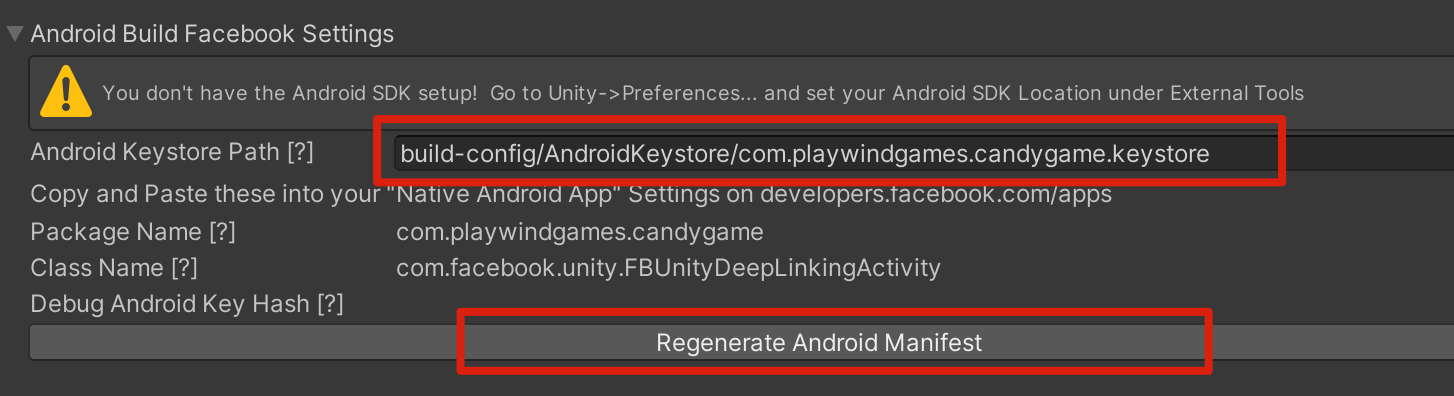 Android Build Facebook Settings
You don't have the Android SDK setup!  Go to Unity->Preferences... and set your Android SDK Location under External Tools
Android Keystore Path [?] build-config/AndroidKeystore/com.playwindgames.candygame.keystore
Copy and Paste these into your "Native Android App" Settings on developers.facebook.com/apps
Package Name [?] com.playwindgames.candygame
Class Name [?] com.facebook.unity.FBUnityDeepLinkingActivity
Debug Android Key Hash [?]
Regenerate Android Manifest